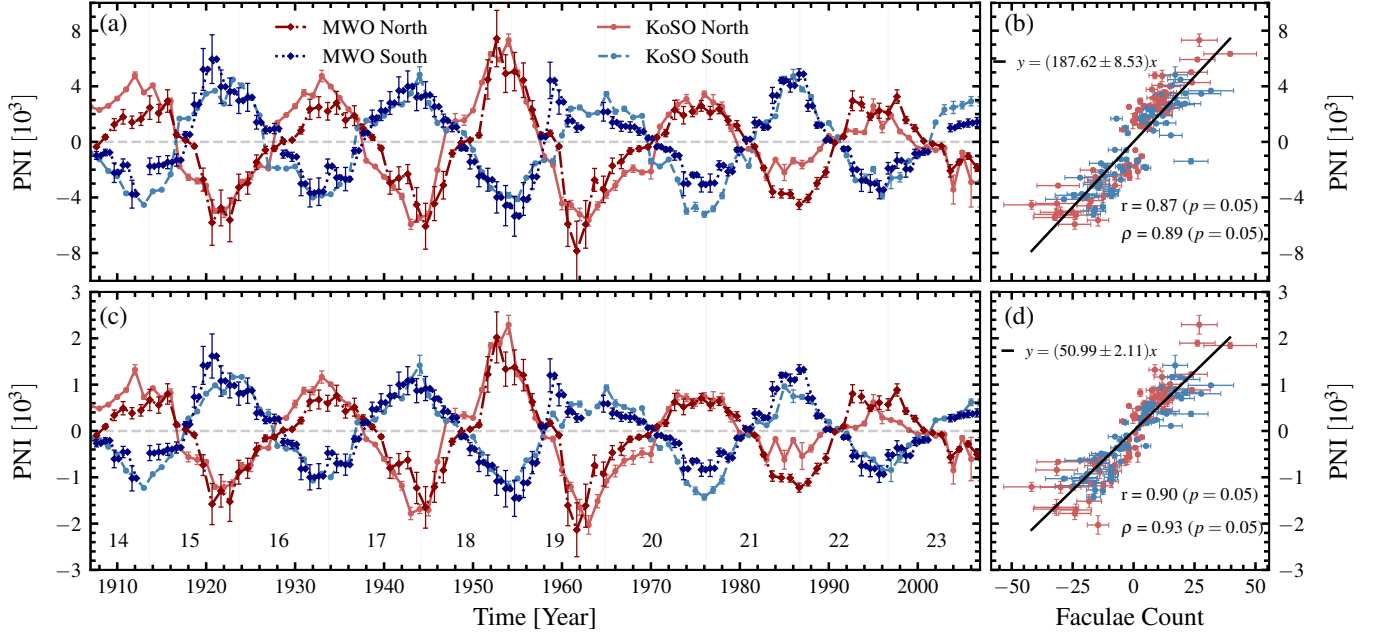 (a)
MWO North
MWO South
KoSO North
KoSO South
8
4
0
−4
−8
PNI [10³]
(b)
y = (187.62 ± 8.53)x
r = 0.87 (p = 0.05)
ρ = 0.89 (p = 0.05)
8
4
0
−4
−8
PNI [10³]
(c)
3
2
1
0
−1
−2
−3
PNI [10³]
14 15 16 17 18 19 20 21 22 23
1910 1920 1930 1940 1950 1960 1970 1980 1990 2000
Time [Year]
(d)
y = (50.99 ± 2.11)x
r = 0.90 (p = 0.05)
ρ = 0.93 (p = 0.05)
3
2
1
0
−1
−2
−3
PNI [10³]
−50 −25 0 25 50
Faculae Count